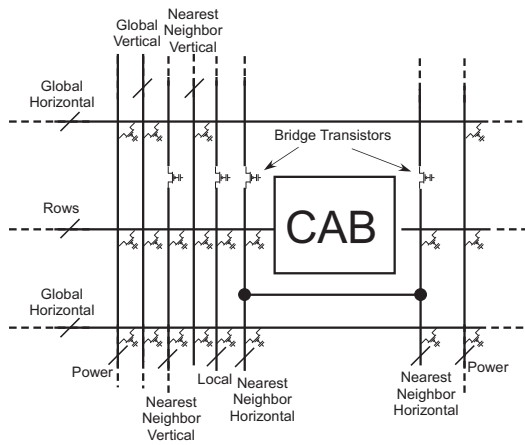 Global
Vertical
Nearest
Neighbor
Vertical
Global
Horizontal
Bridge Transistors
Rows
CAB
Global
Horizontal
Power
Nearest
Neighbor
Vertical
Local
Nearest
Neighbor
Horizontal
Nearest
Neighbor
Horizontal
Power